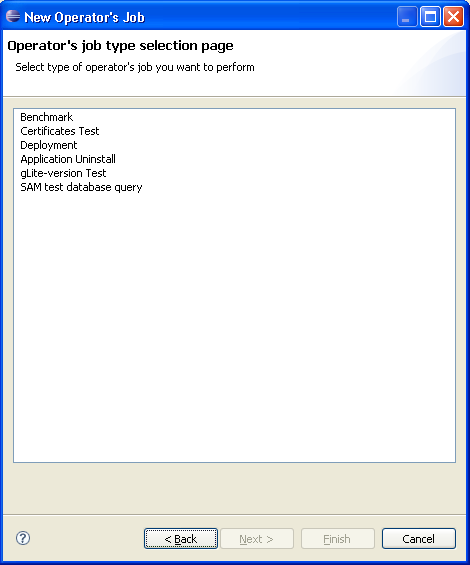 New Operator's Job
Operator's job type selection page
Select type of operator's job you want to perform
Benchmark
Certificates Test
Deployment
Application Uninstall
gLite-version Test
SAM test database query
? < Back Next > Finish Cancel